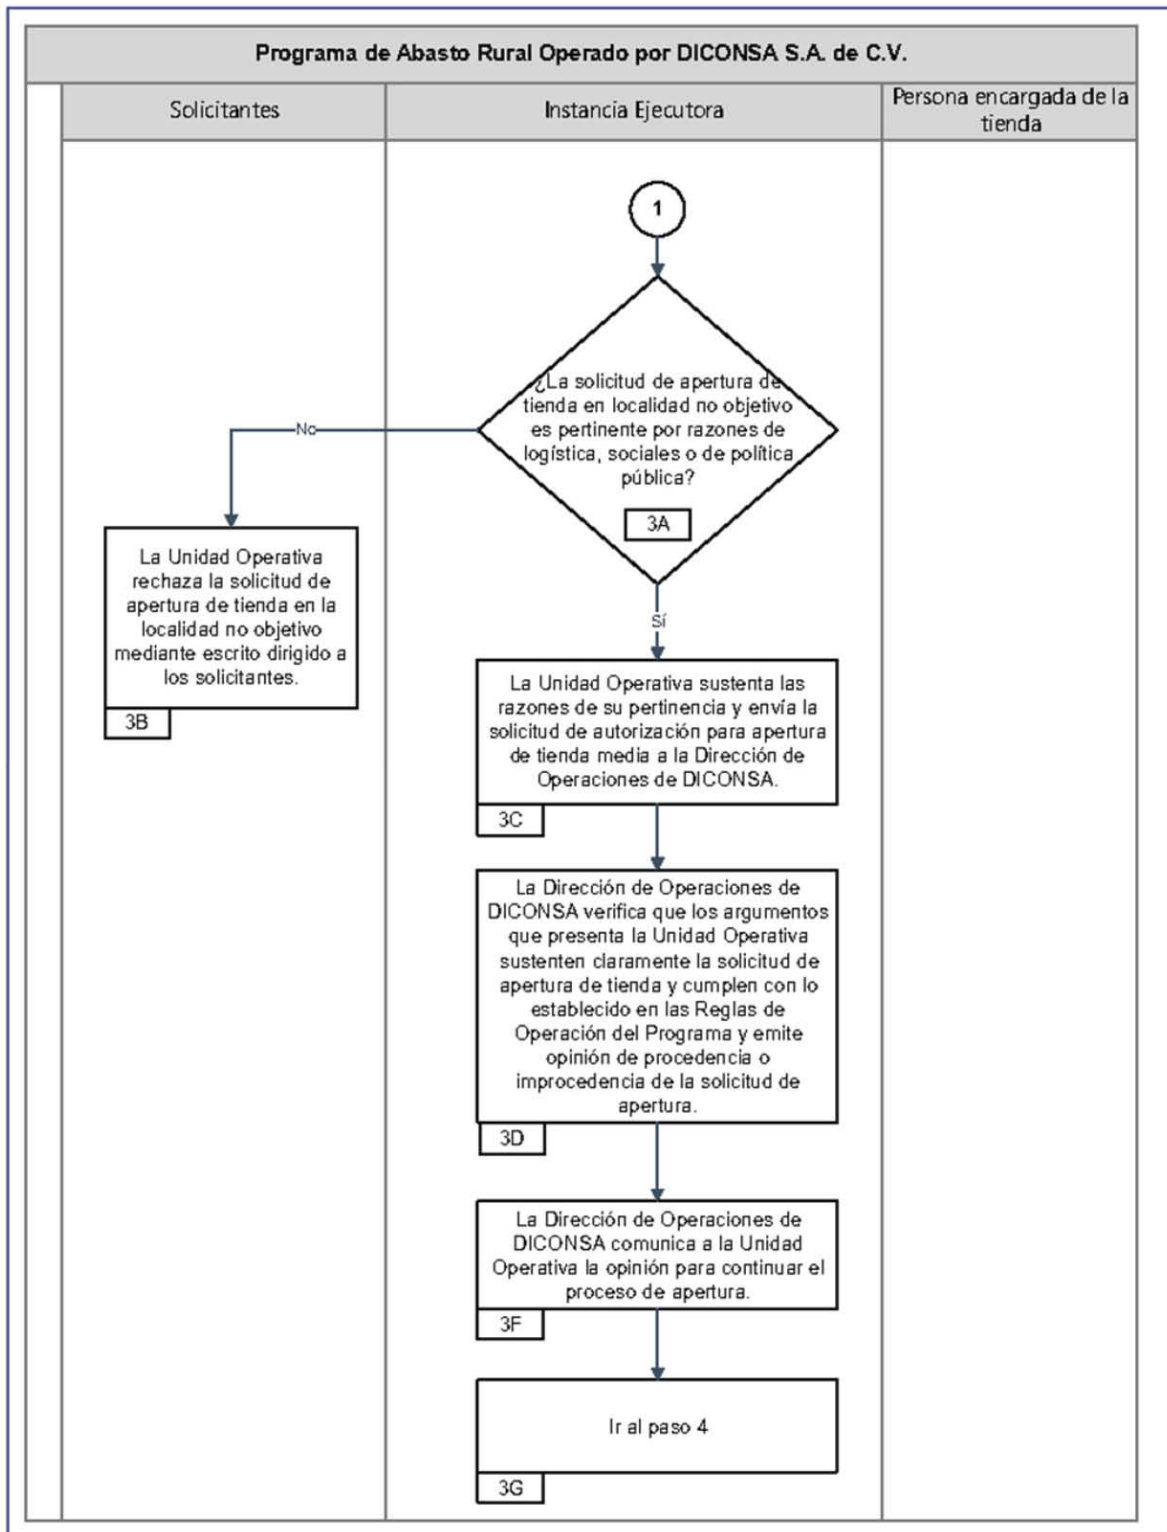 Programa de Abasto Rural Operado por DICONSA S.A. de C.V.
Solicitantes
Instancia Ejecutora
Persona encargada de la
tienda
1
¿La solicitud de apertura de
tienda en localidad no objetivo
es pertinente por razones de
logística, sociales o de política
pública?
3A
No
La Unidad Operativa
rechaza la solicitud de
apertura de tienda en la
localidad no objetivo
mediante escrito dirigido a
los solicitantes.
3B
Sí
La Unidad Operativa sustenta las
razones de su pertinencia y envía la
solicitud de autorización para apertura
de tienda media a la Dirección de
Operaciones de DICONSA.
3C
La Dirección de Operaciones de
DICONSA verifica que los argumentos
que presenta la Unidad Operativa
sustenten claramente la solicitud de
apertura de tienda y cumplen con lo
establecido en las Reglas de
Operación del Programa y emite
opinión de procedencia o
improcedencia de la solicitud de
apertura.
3D
La Dirección de Operaciones de
DICONSA comunica a la Unidad
Operativa la opinión para continuar el
proceso de apertura.
3F
Ir al paso 4
3G